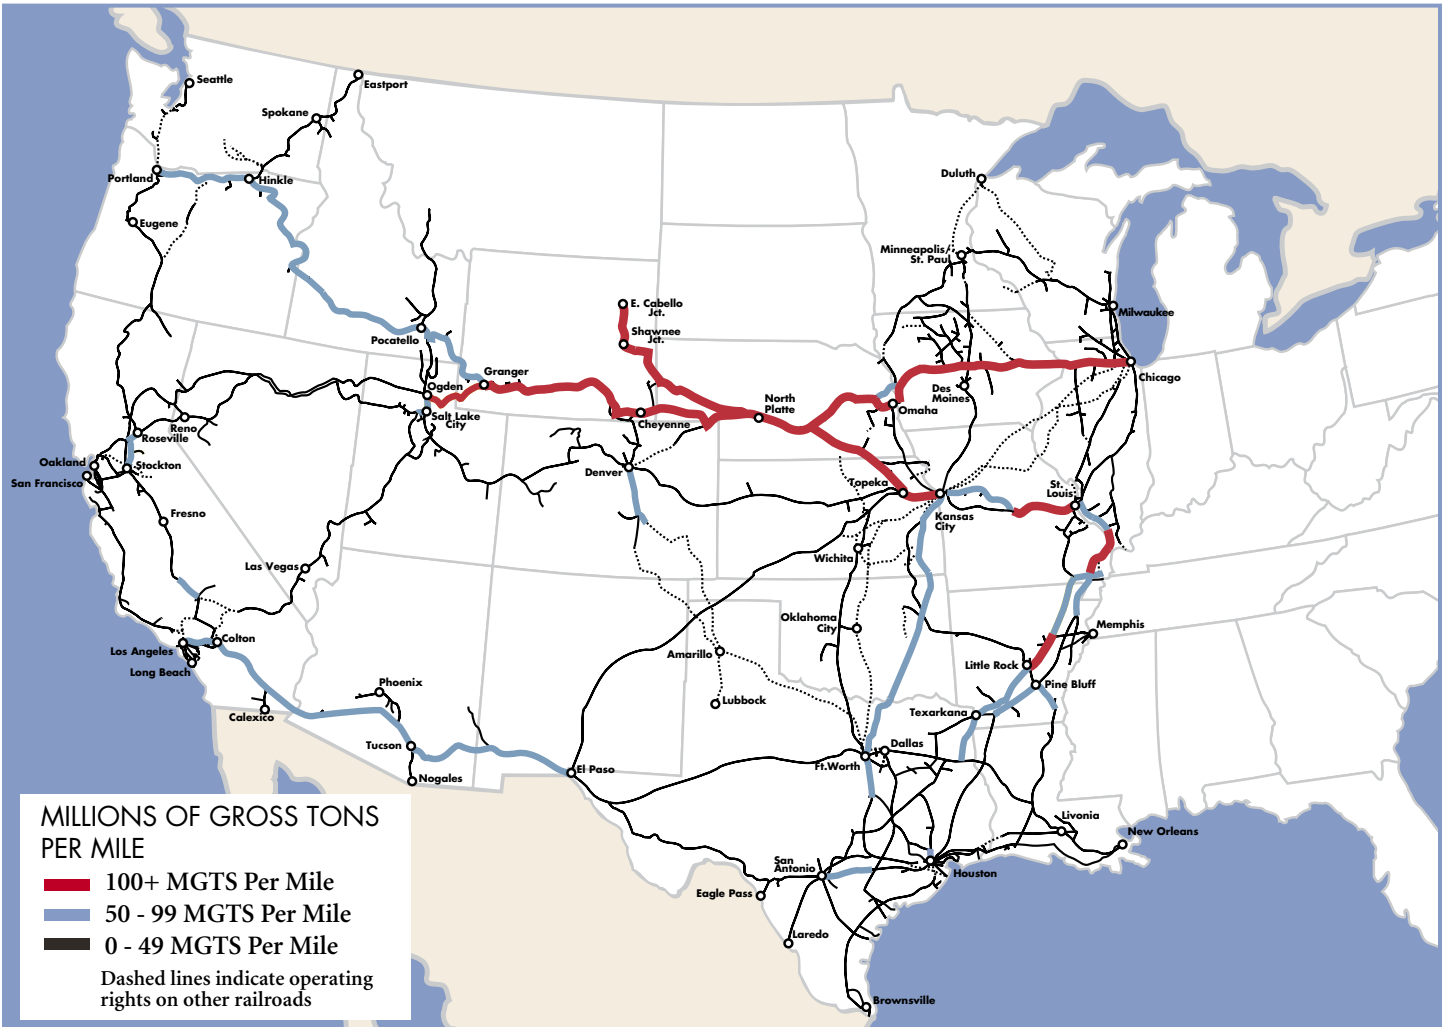 Seattle
Eastport
Spokane
Portland
Hinkle
Duluth
Eugene
Minneapolis/
St. Paul
E. Cabello
Jct.
Milwaukee
Shawnee
Jct.
Pocatello
Granger
Chicago
Ogden
Des
Moines
North
Platte
Omaha
Salt Lake
City
Cheyenne
Reno
Roseville
Oakland
Stockton
San Francisco
Denver
Topeka
St.
Louis
Kansas
City
Fresno
Wichita
Las Vegas
Oklahoma
City
Memphis
Colton
Los Angeles
Amarillo
Little Rock
Long Beach
Phoenix
Pine Bluff
Lubbock
Calexico
Texarkana
Tucson
Dallas
El Paso
Ft.Worth
Nogales
Livonia
New Orleans
San
Antonio
Houston
Eagle Pass
Laredo
Brownsville
MILLIONS OF GROSS TONS
PER MILE
100+ MGTS Per Mile
50 - 99 MGTS Per Mile
0 - 49 MGTS Per Mile
Dashed lines indicate operating
rights on other railroads